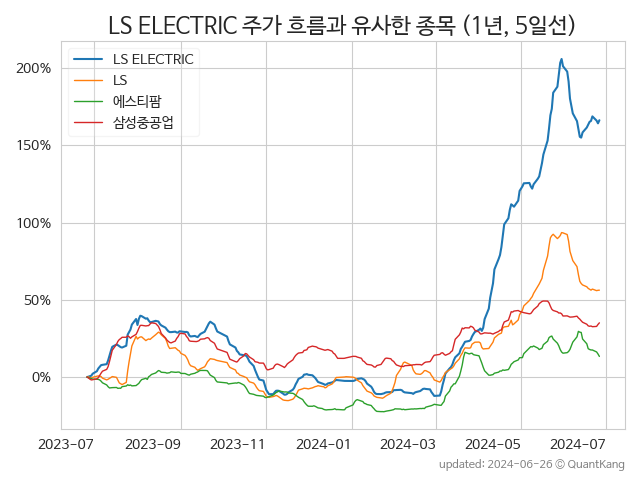 LS ELECTRIC 주가 흐름과 유사한 종목 (1년, 5일선)
LS ELECTRIC
LS
에스티팜
삼성중공업
200%
150%
100%
50%
0%
2023-07 2023-09 2023-11 2024-01 2024-03 2024-05 2024-07
updated: 2024-06-26 © QuantKang